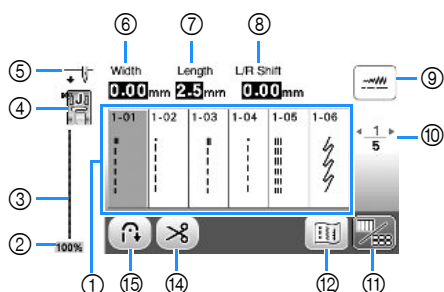 ⑥ ⑦ ⑧
⑤ Width Length L/R Shift
0.00mm 2.5mm 0.00mm ⑨
④ J
1-01 1-02 1-03 1-04 1-05 1-06
1 ⑩
5
③
② 100%
① ⑮ ⑭ ⑫ ⑪